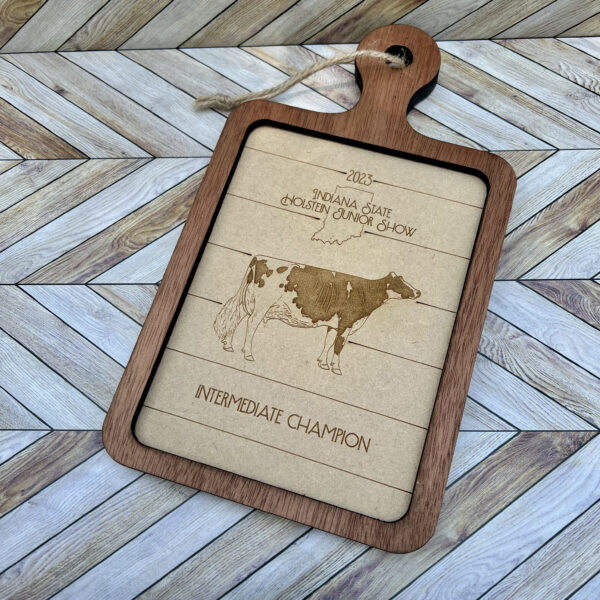 2023
Indiana State
Holstein Junior Show
INTERMEDIATE CHAMPION